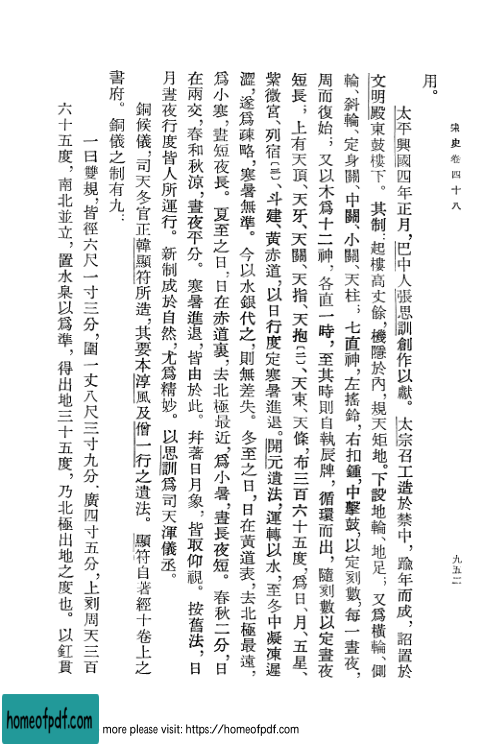 宋史卷四十八
九五二
用。
太平興國四年正月，巴中人張思訓創作以獻。太宗召工造於禁中，踰年而成，詔置於
文明殿東鼓樓下。其制：起樓高丈餘，機隱於內，規天矩地。下設地輪、地足；又爲橫輪、側
輪、斜輪、定身關、中關、小關、天柱；七直神，左搖鈴，右扣鍾，中擊鼓，以定刻數，每一晝夜，
周而復始；又以木爲十二神，各直一時，至其時則自執辰牌，循環而出，隨刻數以定晝夜
短長；上有天頂、天牙、天關、天指、天抱〔二〕、天束、天條，布三百六十五度，爲日、月、五星、
紫微宮、列宿〔三〕、斗建、黃赤道，以日行度定寒暑進退。開元遺法，運轉以水，至冬中凝凍遲
澀，遂爲疎略，寒暑無準。今以水銀代之，則無差失。冬至之日，日在黃道表，去北極最遠，
爲小寒，晝短夜長。夏至之日，日在赤道裏，去北極最近，爲小暑，晝長夜短。春秋二分，日
在兩交，春和秋涼，晝夜平分。寒暑進退，皆由於此。幷著日月象，皆取仰視。按舊法，日
月晝夜行度皆人所運行。新制成於自然，尤爲精妙。以思訓爲司天渾儀丞。
銅候儀，司天冬官正韓顯符所造，其要本淳風及僧一行之遺法。顯符自著經十卷，上之
書府。銅儀之制有九：
一曰雙規，皆徑六尺一寸三分，圍一丈八尺三寸九分，廣四寸五分，上刻周天三百
六十五度，南北並立，置水臬以爲準，得出地三十五度，乃北極出地之度也。以釭貫
homeofpdf.com
more please visit: https://homeofpdf.com